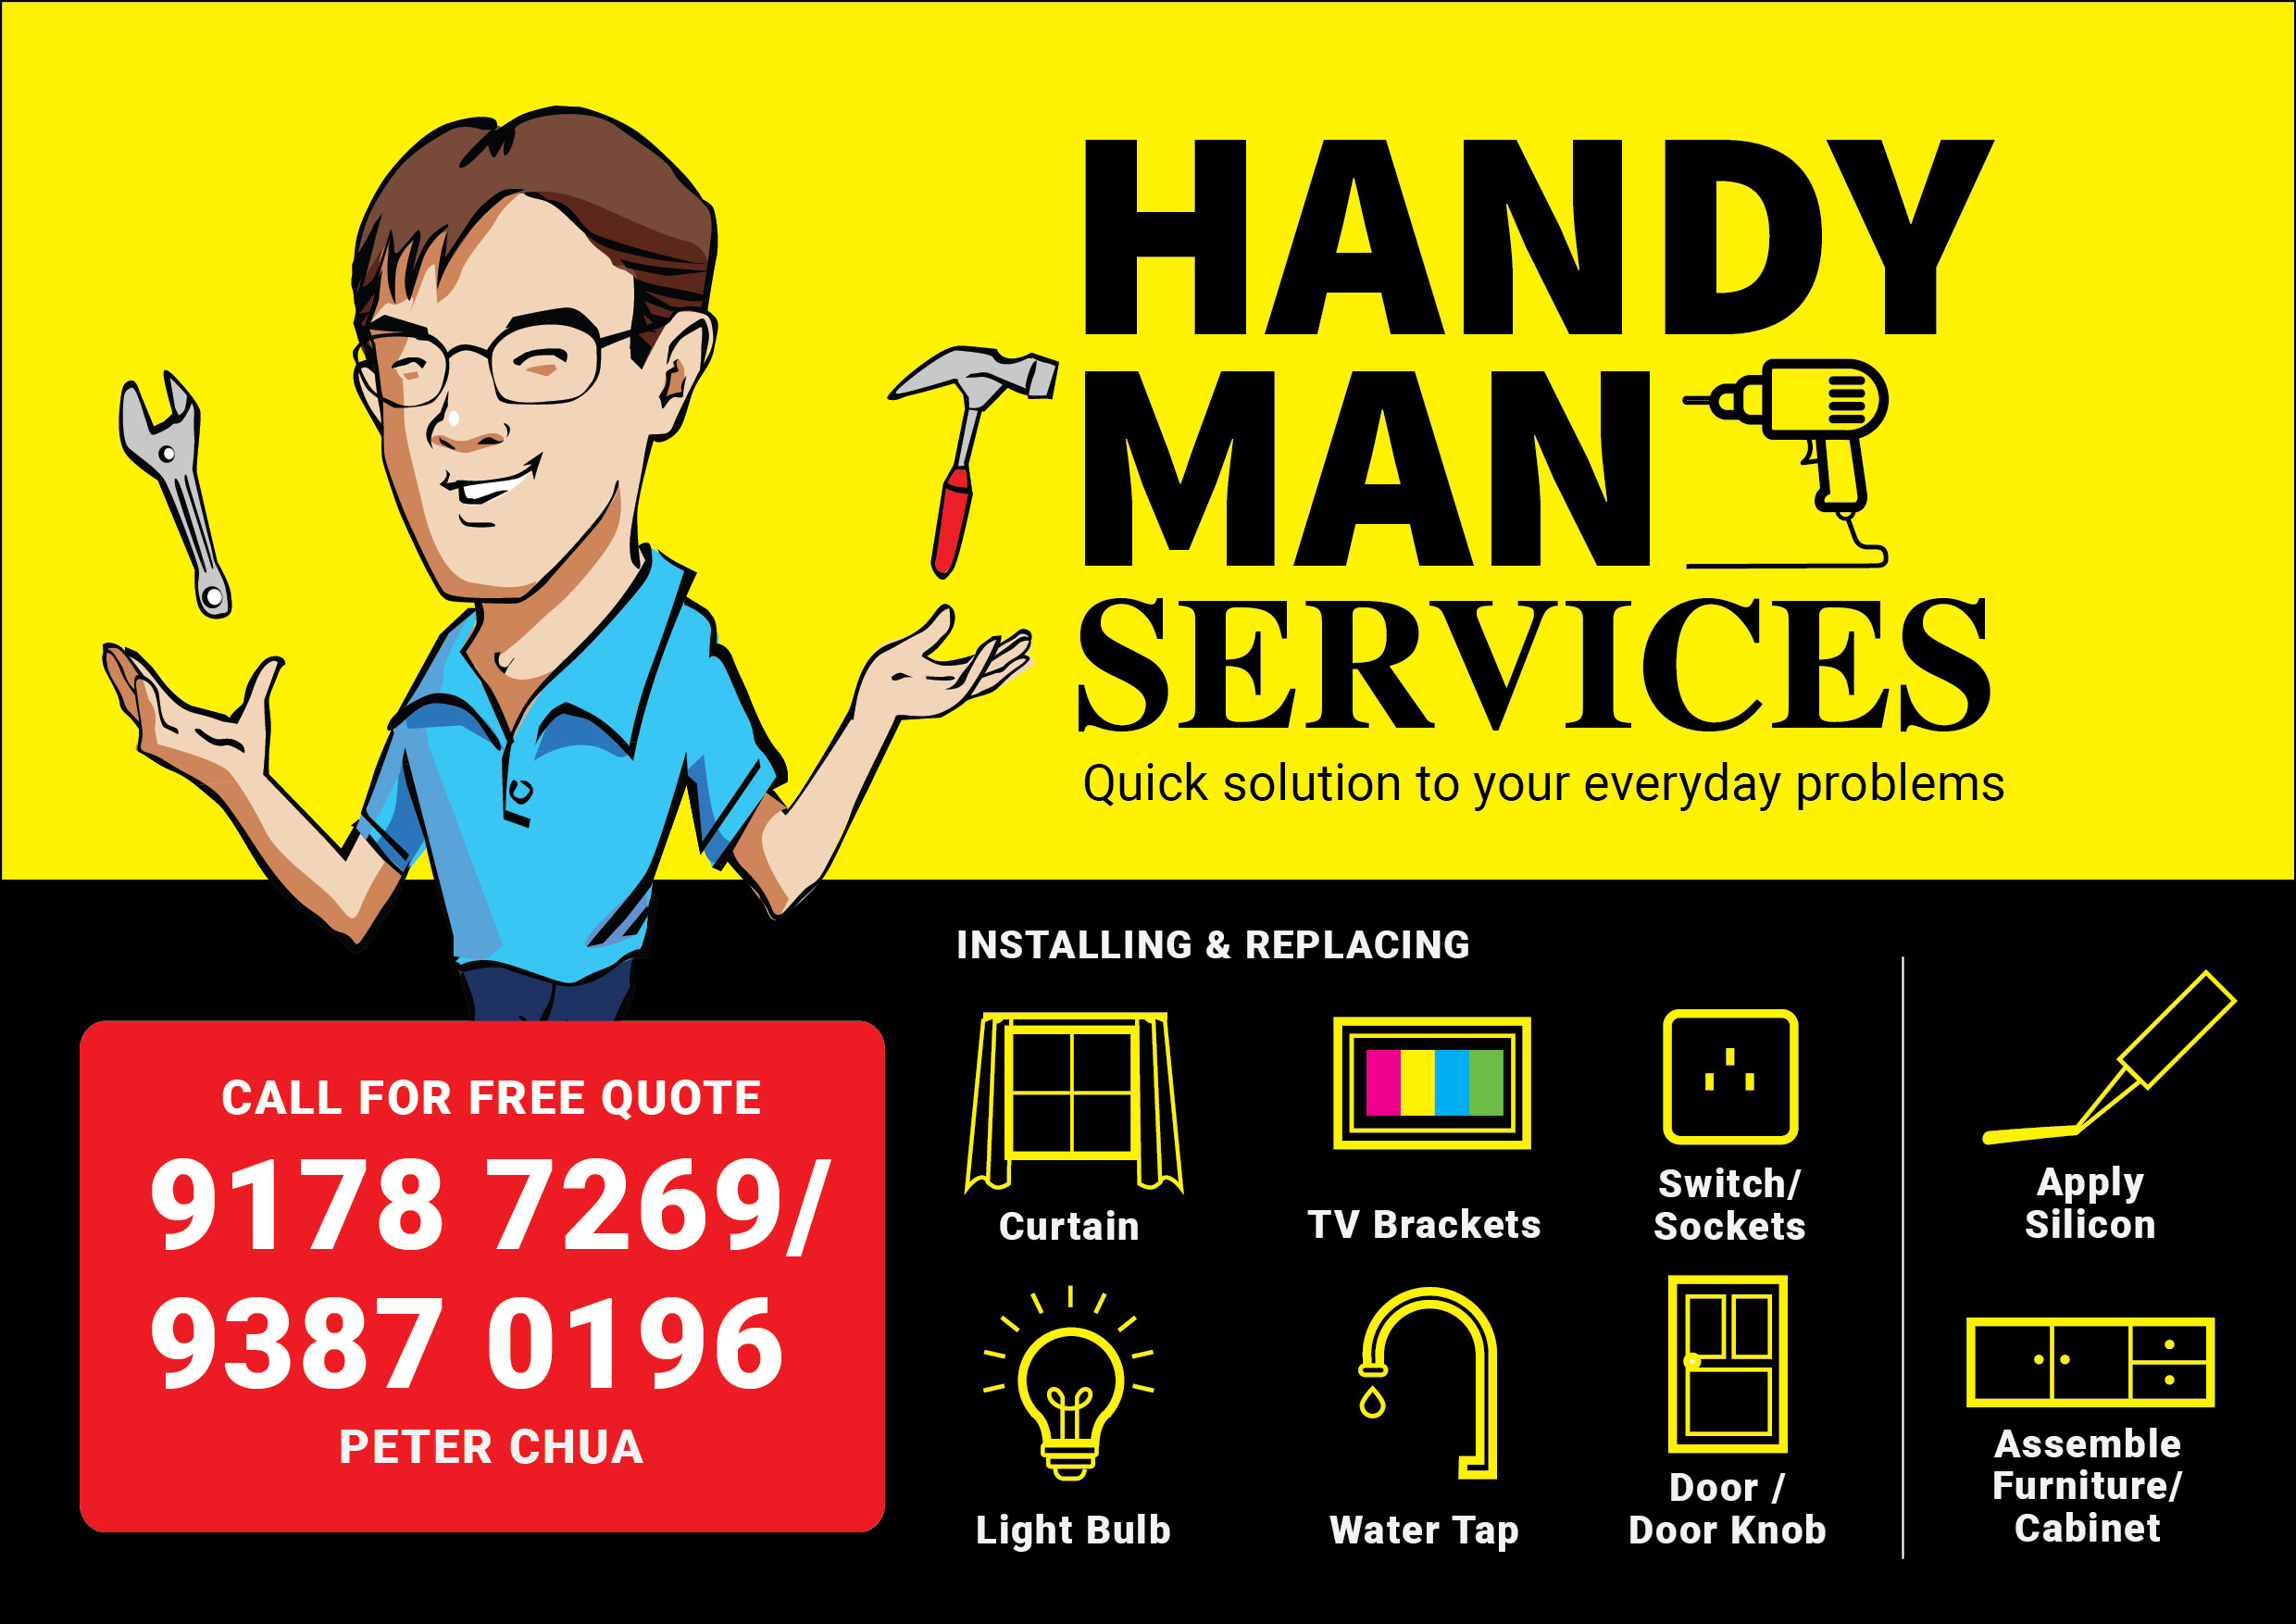 HANDY
MAN
SERVICES
Quick solution to your everyday problems
CALL FOR FREE QUOTE
9178 7269/
9387 0196
PETER CHUA
INSTALLING & REPLACING
Curtain
TV Brackets
Switch/
Sockets
Light Bulb
Water Tap
Door /
Door Knob
Apply
Silicon
Assemble
Furniture/
Cabinet